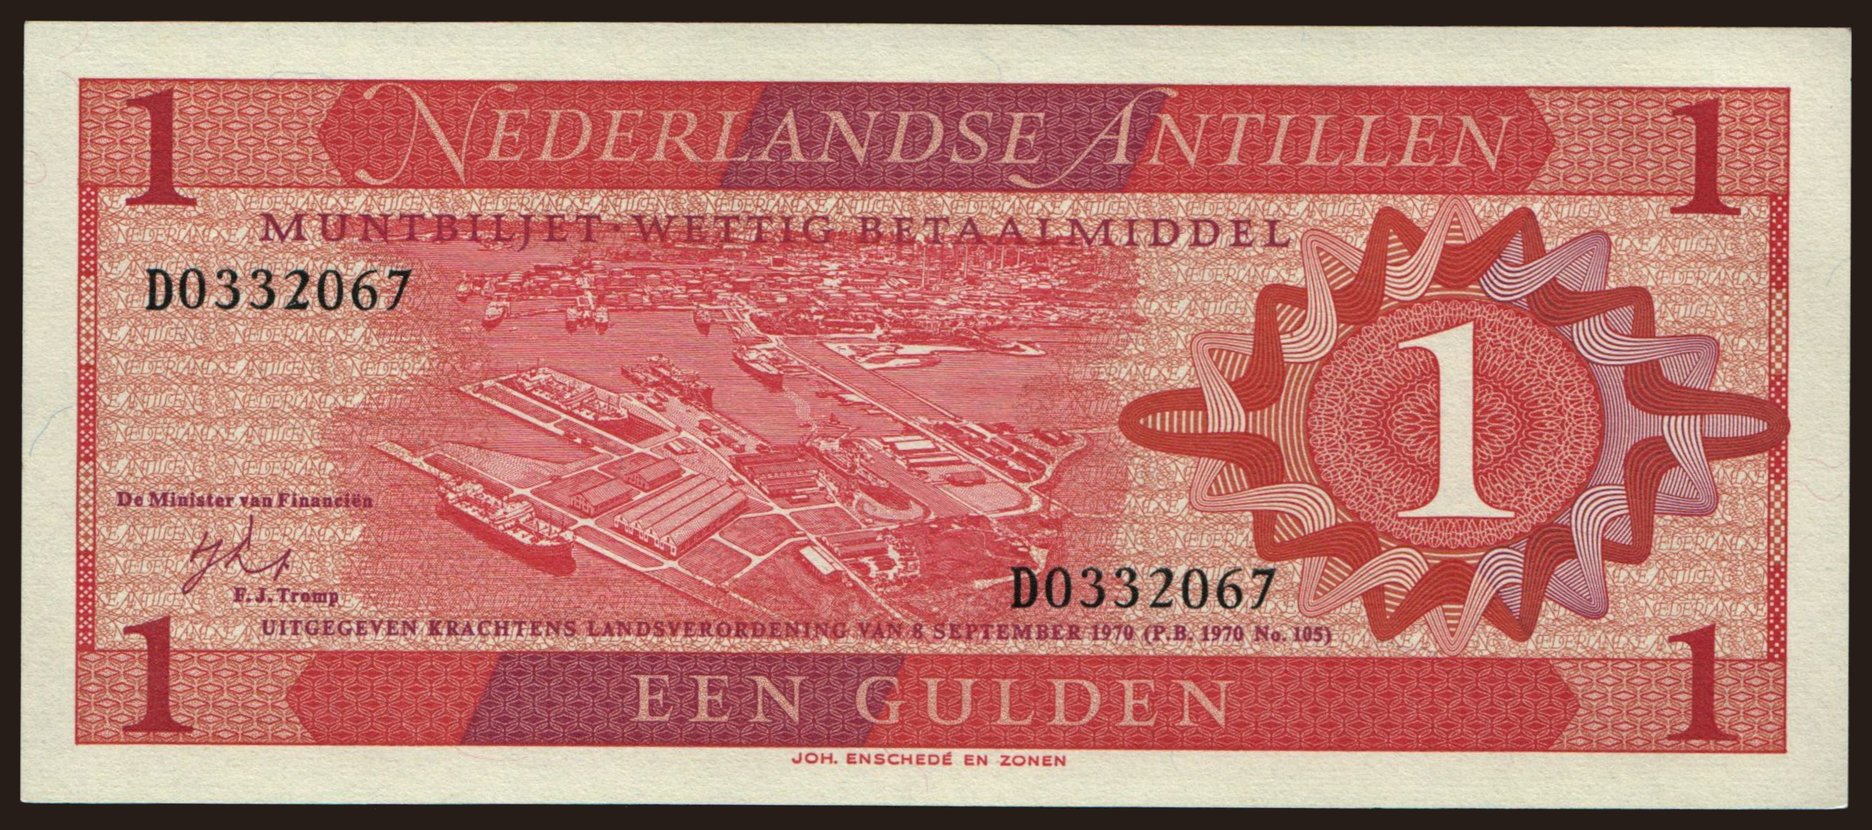 1 NEDERLANDSE ANTILLEN 1
MUNTBILJET·WETTIG BETAALMIDDEL
D0332067
1
De Minister van Financiën
F. J. Tromp
D0332067
UITGEGEVEN KRACHTENS LANDSVERORDENING VAN 8 SEPTEMBER 1970 (P.B. 1970 No. 105)
1 EEN GULDEN 1
JOH. ENSCHEDÉ EN ZONEN